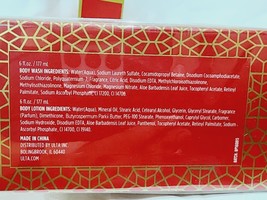 6 fl.oz. / 177 ml
BODY WASH INGREDIENTS: Water(Aqua), Sodium Laureth Sulfate, Cocamidopropyl Betaine, Disodium Cocoamphodiacetate,
Sodium Chloride, Polyquaternium-7, Fragrance, Citric Acid, Disodium EDTA, Methylchloroisothiazolinone,
Methylisothiazolinone, Magnesium Chloride, Magnesium Nitrate, Aloe Barbadensis Leaf Juice, Tocopherol Acetate, Panthenol,
Retinyl Palmitate, Sodium Ascorbyl Phosphate, CI 17200, CI 14700
6 fl.oz. / 177 ml
BODY LOTION INGREDIENTS: Water(Aqua), Mineral Oil, Stearic Acid, Cetearyl Alcohol, Glycerin, Glyceryl Stearate, Fragrance
(Parfum), Dimethicone, Butyrospermum Parkii Butter, PEG-100 Stearate, Phenoxyethanol, Caprylyl Glycol, Carbomer,
Sodium Hydroxide, Disodium EDTA, Aloe Barbadensis Leaf Juice, Panthenol, Tocopheryl Acetate, Retinyl Palmitate, Sodium
Ascorbyl Phosphate, CI 14700, CI 19140.
MADE IN CHINA
DISTRIBUTED BY ULTA INC
BOLINGBROOK, IL 60440
ULTA.COM